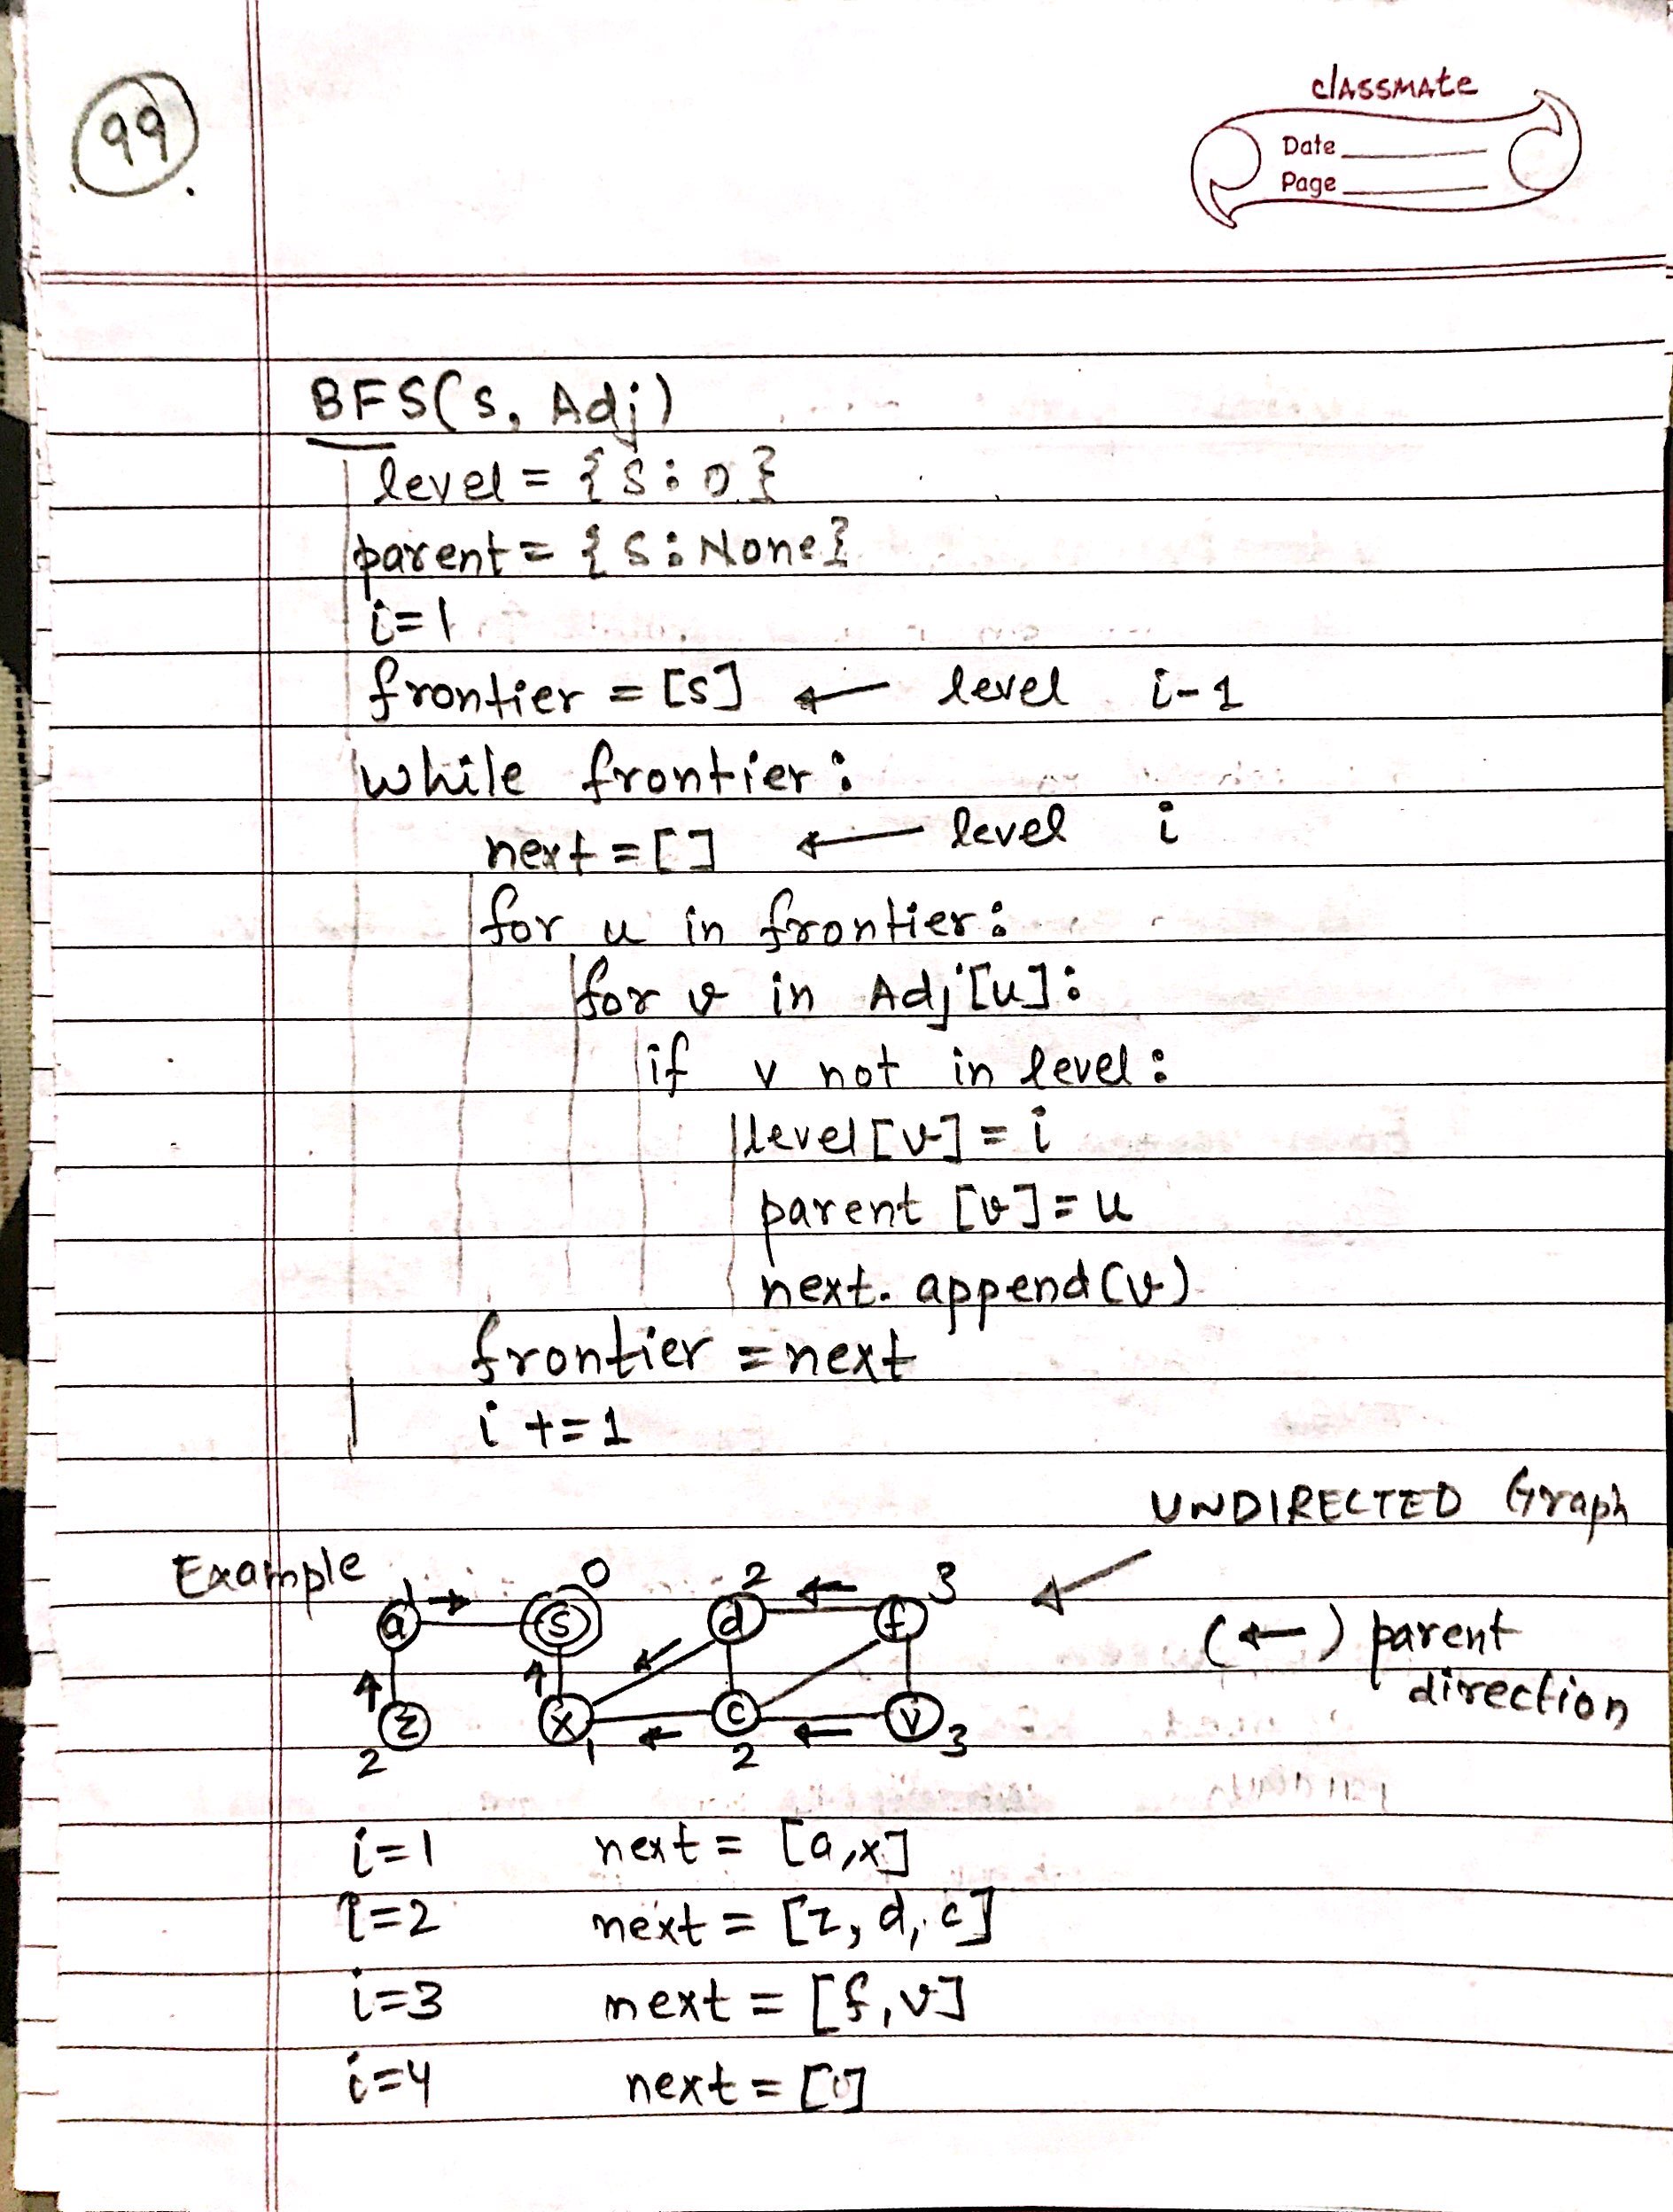 99
classmate
Date
Page
BFS(s, Adj)
level = {s:0}
parent = {s:None}
i=1
frontier = [s] ← level i-1
while frontier:
next = [] ← level i
for u in frontier:
for v in Adj[u]:
if v not in level:
level[v] = i
parent [v] = u
next. append(v)
frontier = next
i += 1
UNDIRECTED Graph
Example
1 → 0 2 ← 3
a s d f
(←) parent
direction
z x c v
2 1 ← 2 ← 3
i=1 next = [a,x]
i=2 next = [z, d, c]
i=3 next = [f,v]
i=4 next = []